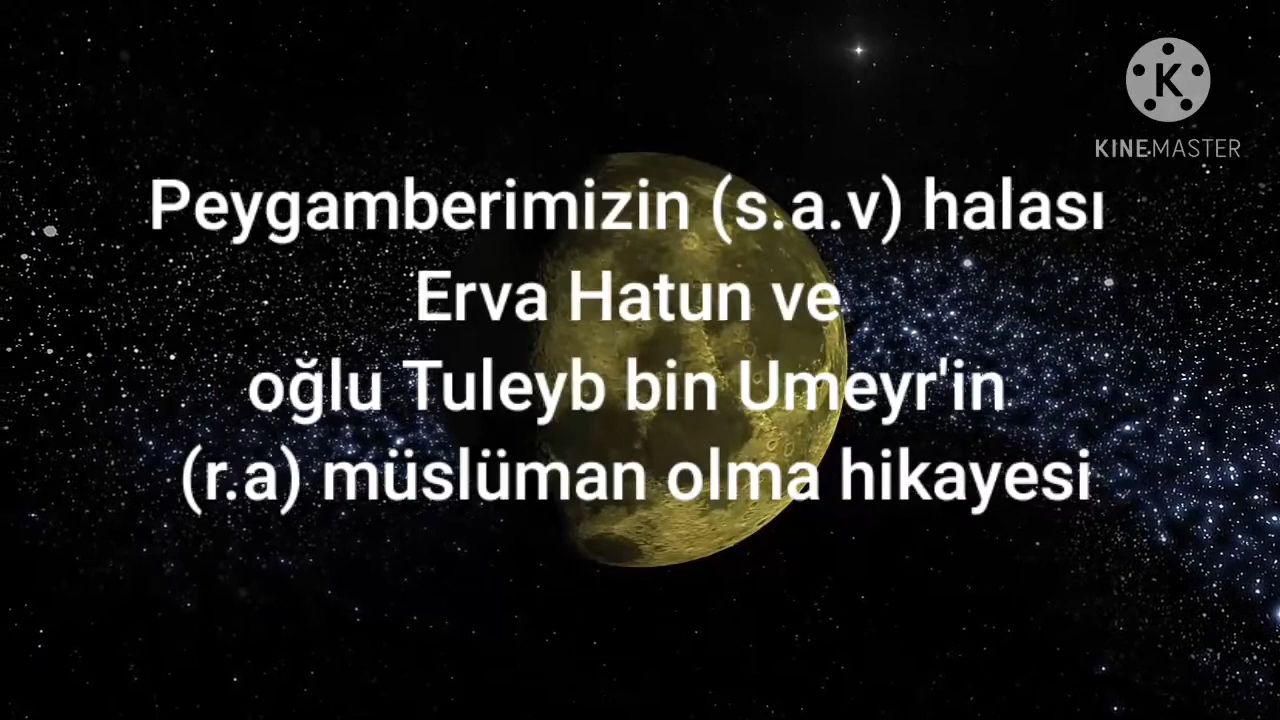 K
KINEMASTER
Peygamberimizin (s.a.v) halası
Erva Hatun ve
oğlu Tuleyb bin Umeyr'in
(r.a) müslüman olma hikayesi